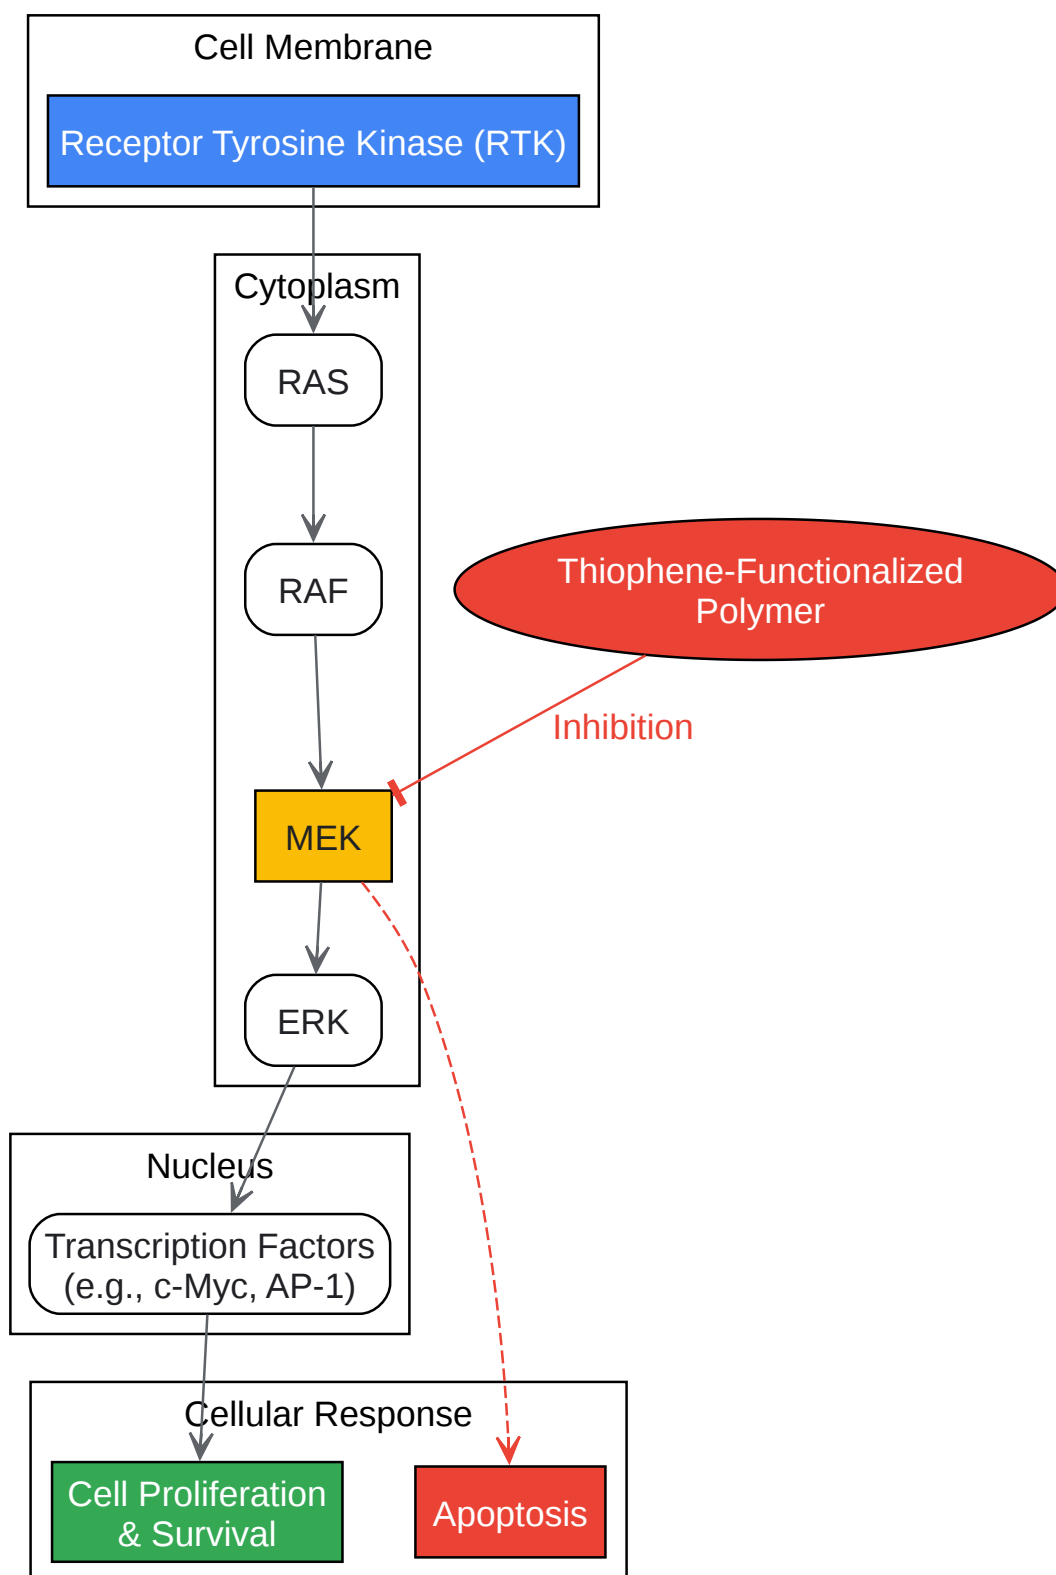 Cell Membrane
Receptor Tyrosine Kinase (RTK)
Cytoplasm
RAS
RAF
Thiophene-Functionalized
Polymer
Inhibition
MEK
ERK
Nucleus
Transcription Factors
(e.g., c-Myc, AP-1)
Cellular Response
Cell Proliferation
& Survival
Apoptosis